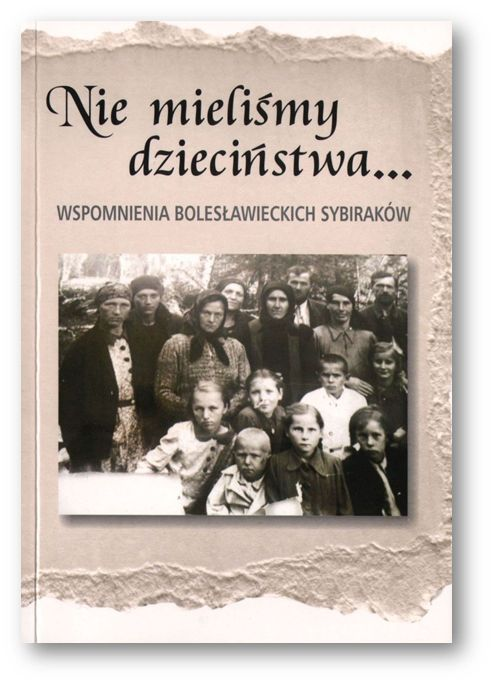 Nie mieliśmy
dzieciństwa...
WSPOMNIENIA BOLESŁAWIECKICH SYBIRAKÓW